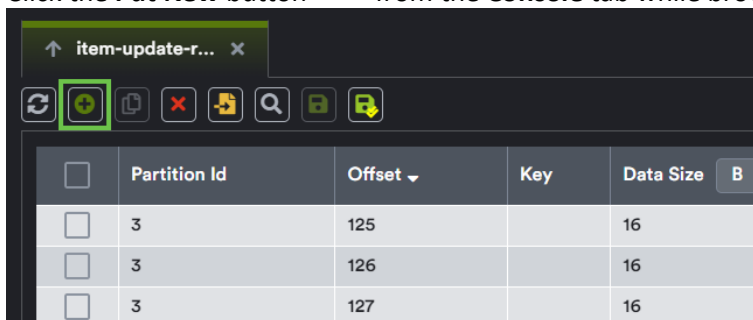 item-update-r...
Partition Id Offset Key Data Size B
3 125 16
3 126 16
3 127 16